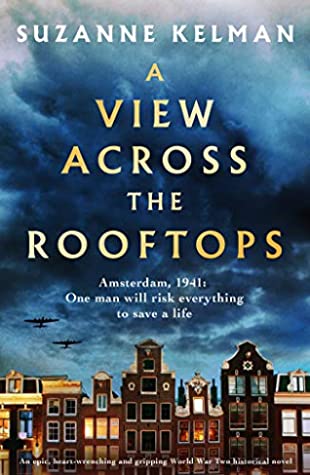 SUZANNE KELMAN
A
VIEW
ACROSS
THE
ROOFTOPS
Amsterdam, 1941:
One man will risk everything
to save a life
An epic, heart-wrenching and gripping World War Two historical novel